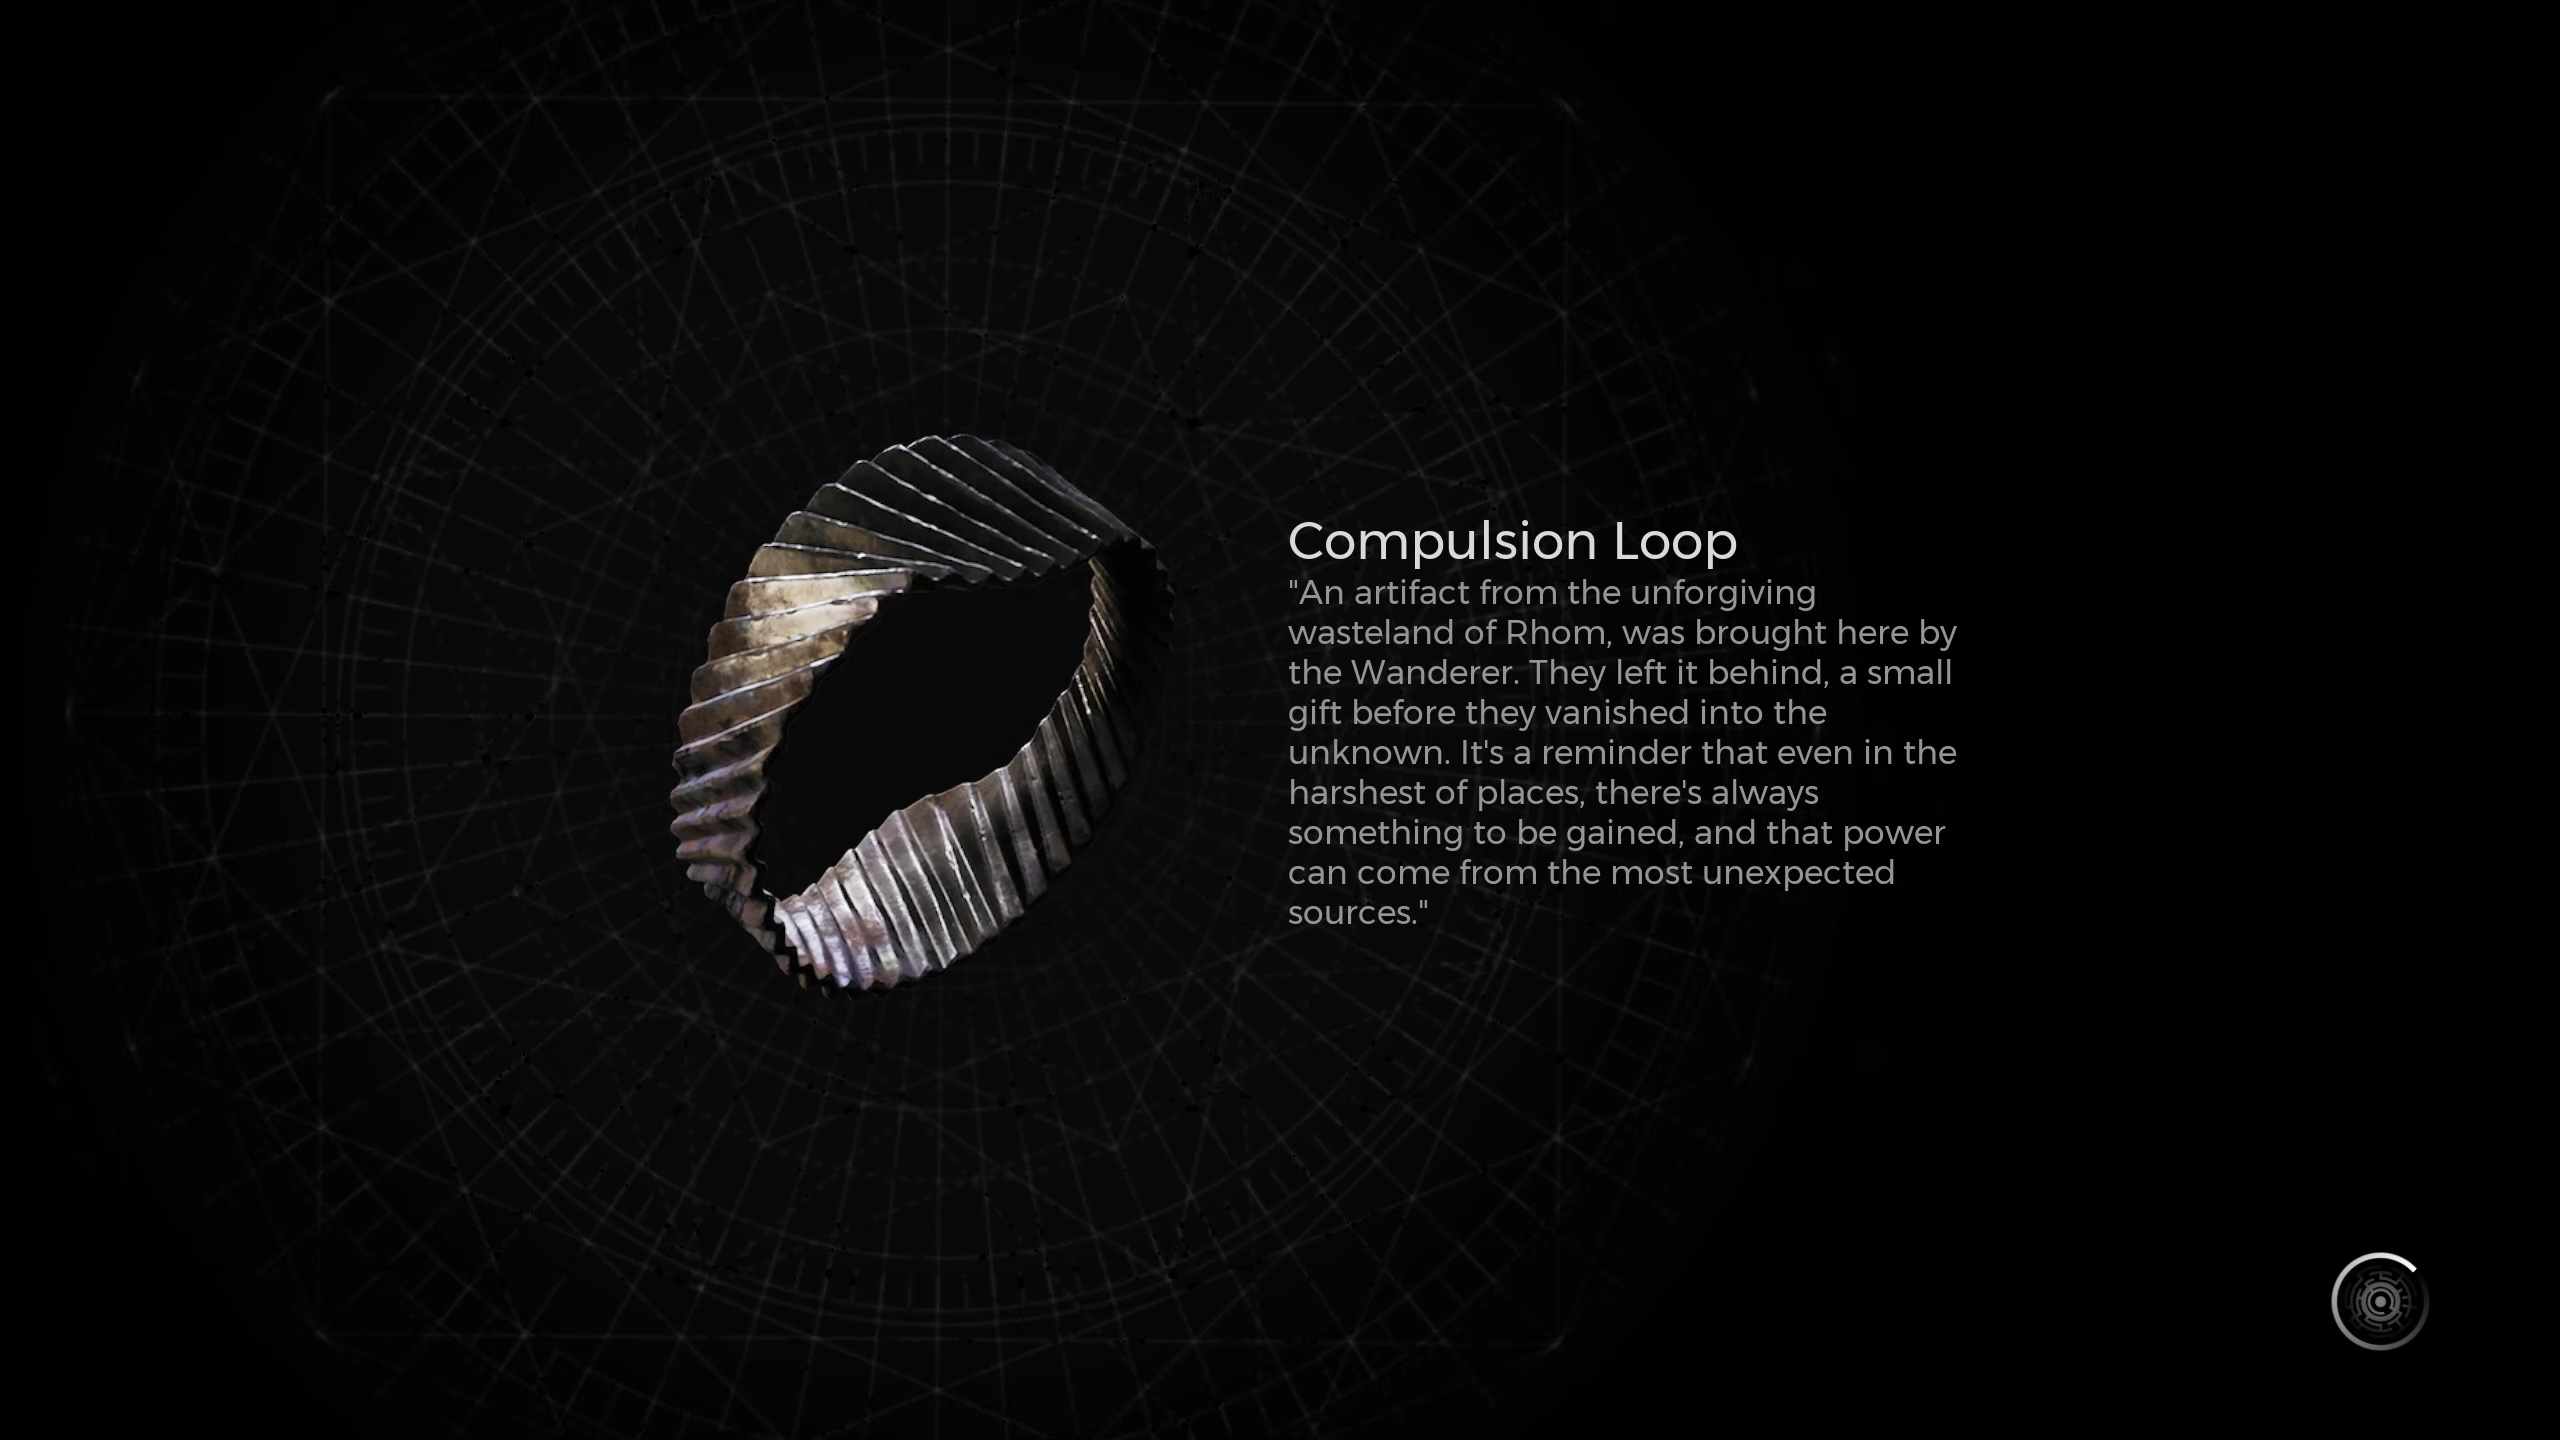 Compulsion Loop
"An artifact from the unforgiving
wasteland of Rhom, was brought here by
the Wanderer. They left it behind, a small
gift before they vanished into the
unknown. It's a reminder that even in the
harshest of places, there's always
something to be gained, and that power
can come from the most unexpected
sources."